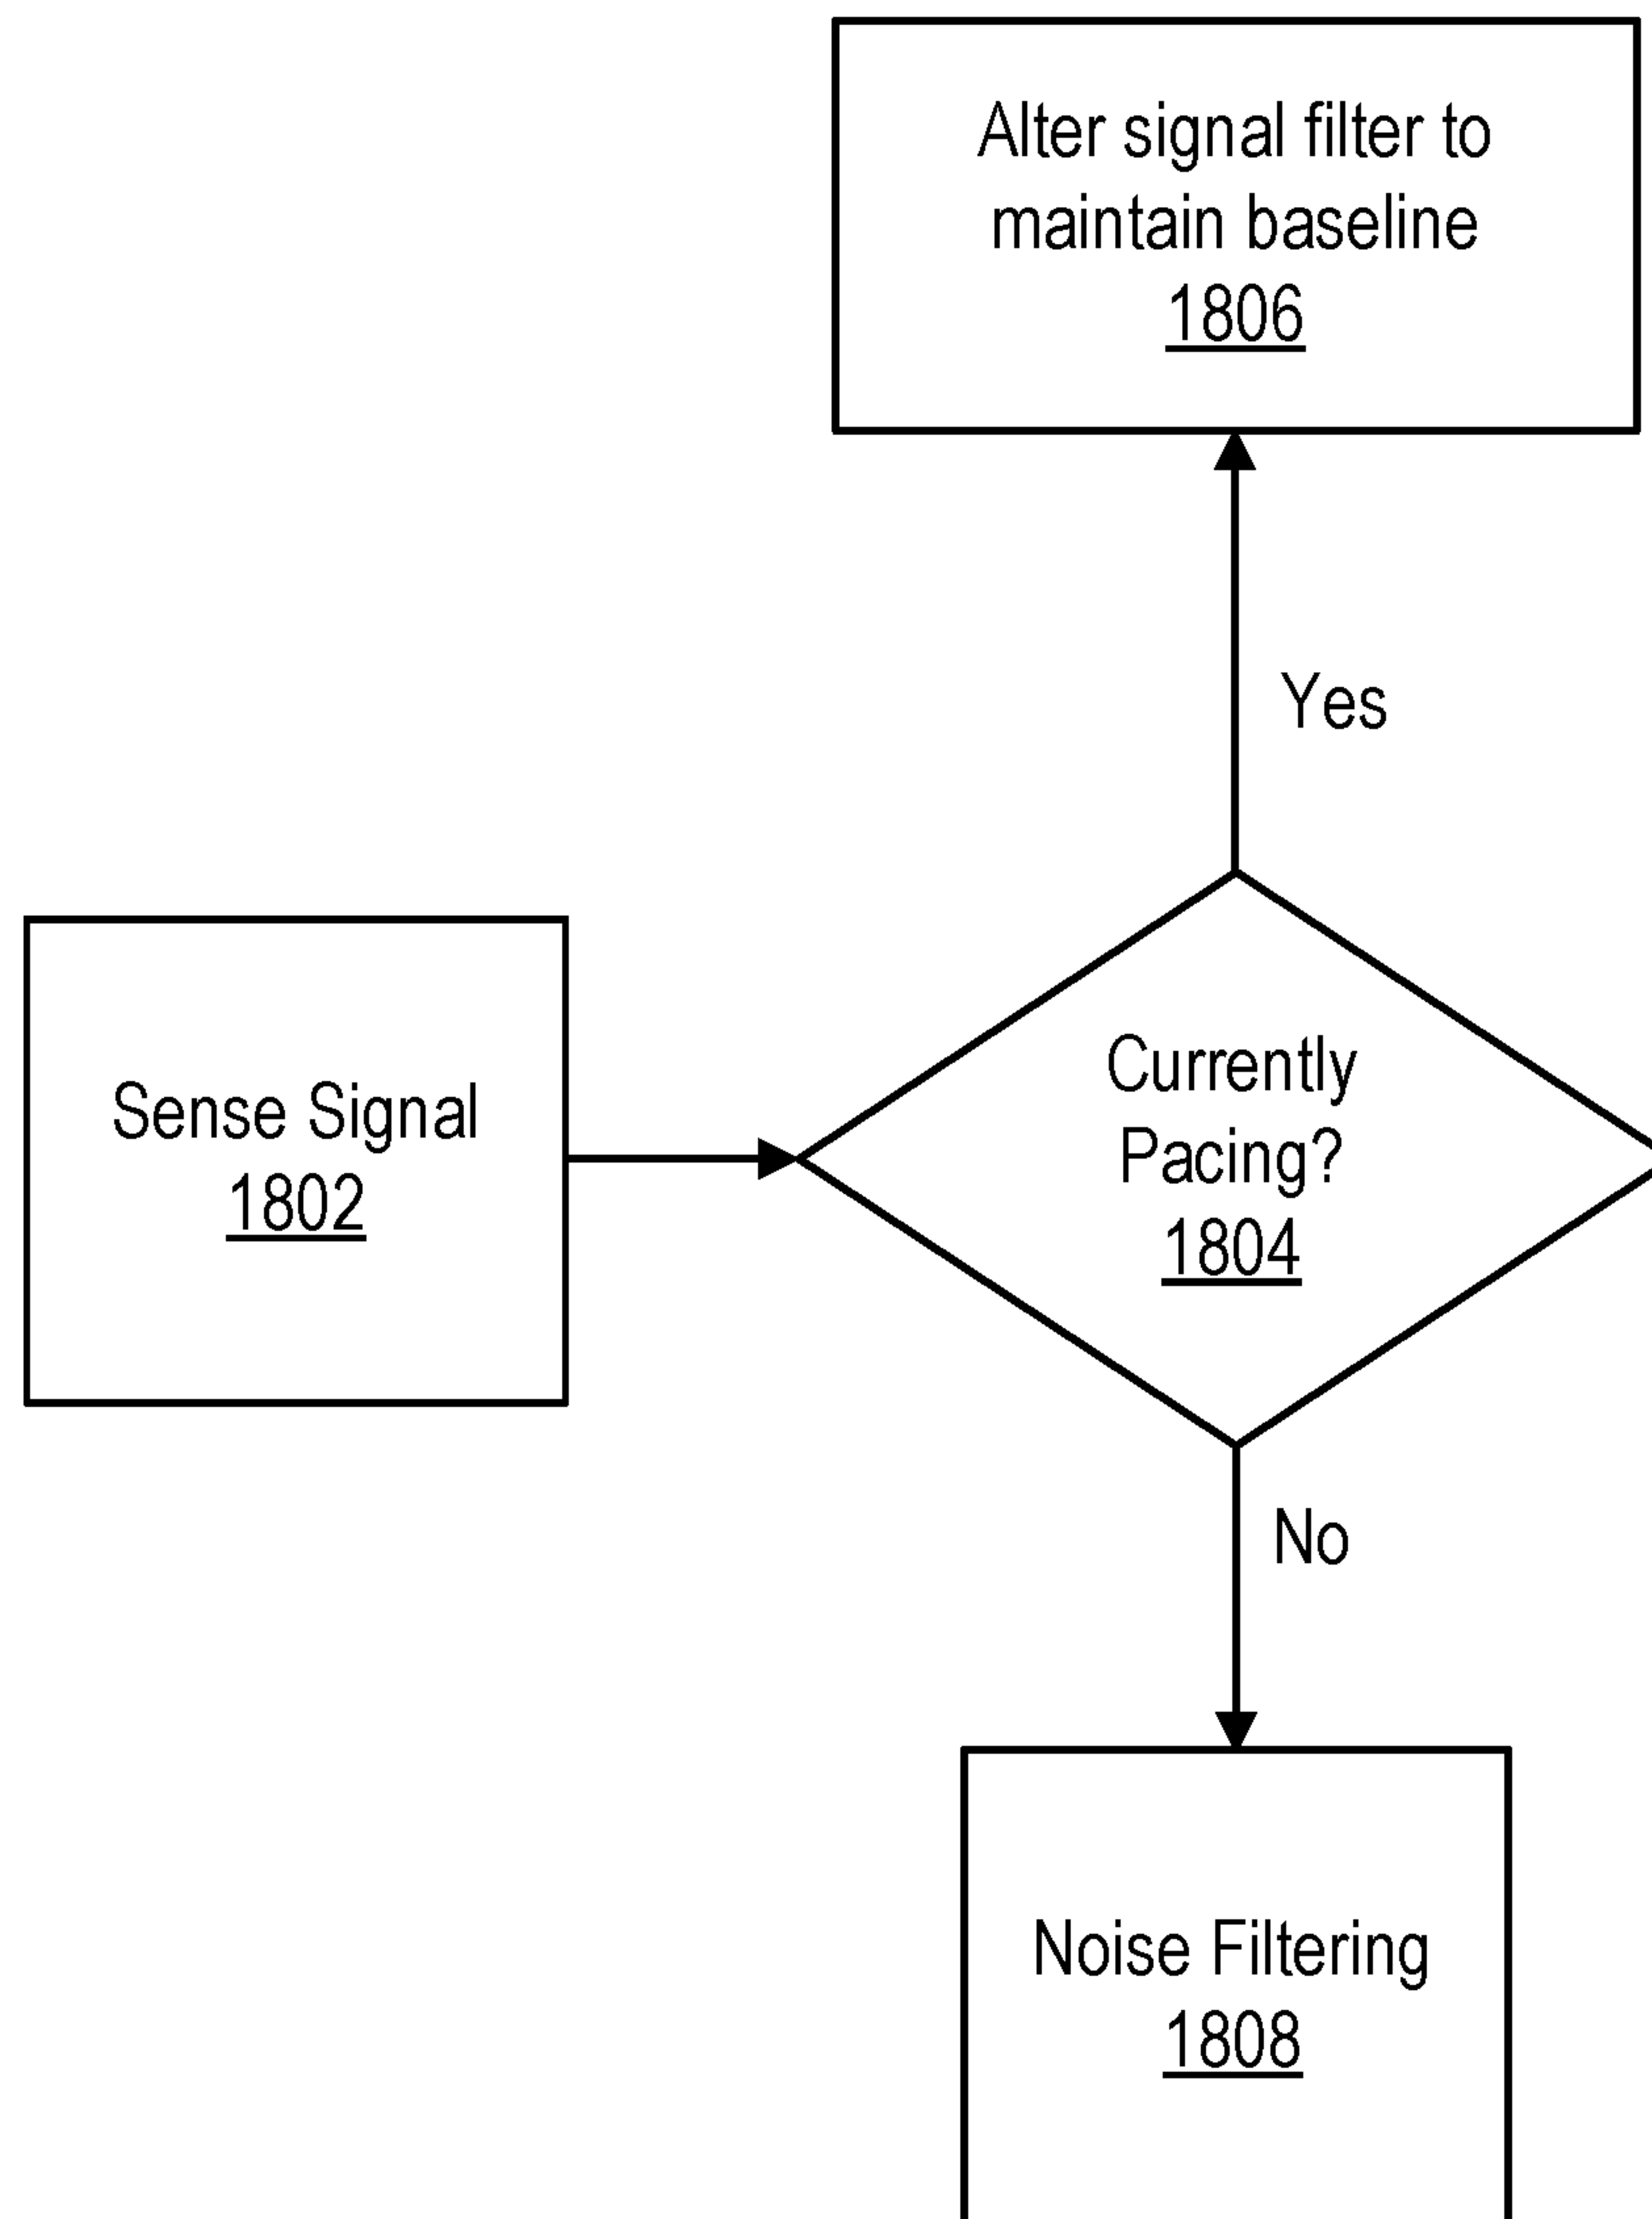 Alter signal filter to
maintain baseline
1806
Yes
Sense Signal
1802
Currently
Pacing?
1804
No
Noise Filtering
1808